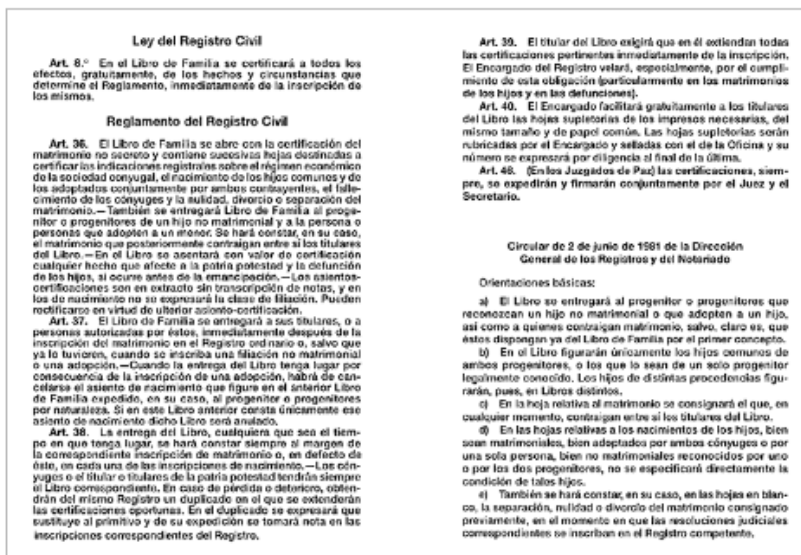 Ley del Registro Civil
Art. 8.º En el Libro de Familia se certificará a todos los
efectos, gratuitamente, de los hechos y circunstancias que
determine el Reglamento, inmediatamente de la inscripción de
los mismos.
Reglamento del Registro Civil
Art. 36. El Libro de Familia se abre con la certificación del
matrimonio no secreto y contiene sucesivas hojas destinadas a
certificar las indicaciones registrales sobre el régimen económico
de la sociedad conyugal, el nacimiento de los hijos comunes y de
los adoptados conjuntamente por ambos contrayentes, el falle-
cimiento de los cónyuges y la nulidad, divorcio o separación del
matrimonio.—También se entregará Libro de Familia al proge-
nitor o progenitores de un hijo no matrimonial y a la persona o
personas que adopten a un menor. Se hará constar, en su caso,
el matrimonio que posteriormente contraigan entre sí los titulares
del Libro.—En el Libro se asentará con valor de certificación
cualquier hecho que afecte a la patria potestad y la defunción
de los hijos, si ocurre antes de la emancipación.—Los asientos-
certificaciones son en extracto sin transcripción de notas, y en
los de nacimiento no se expresará la clase de filiación. Pueden
rectificarse en virtud de ulterior asiento-certificación.
Art. 37. El Libro de Familia se entregará a sus titulares, o a
personas autorizadas por éstos, inmediatamente después de la
inscripción del matrimonio en el Registro ordinario o, salvo que
ya lo tuvieren, cuando se inscriba una filiación no matrimonial
o una adopción.—Cuando la entrega del Libro tenga lugar por
consecuencia de la inscripción de una adopción, habrá de can-
celarse el asiento de nacimiento que figure en el anterior Libro
de Familia expedido, en su caso, al progenitor o progenitores
por naturaleza. Si en este Libro anterior consta únicamente ese
asiento de nacimiento dicho Libro será anulado.
Art. 38. La entrega del Libro, cualquiera que sea el tiem-
po en que tenga lugar, se hará constar siempre al margen de
la correspondiente inscripción de matrimonio o, en defecto de
éste, en cada una de las inscripciones de nacimiento.—Los cón-
yuges o el titular o titulares de la patria potestad tendrán siempre
el Libro correspondiente. En caso de pérdida o deterioro, obten-
drán del mismo Registro un duplicado en el que se extenderán
las certificaciones oportunas. En el duplicado se expresará que
sustituye al primitivo y de su expedición se tomará nota en las
inscripciones correspondientes del Registro.
Art. 39. El titular del Libro exigirá que en él extiendan todas
las certificaciones pertinentes inmediatamente de la inscripción.
El Encargado del Registro velará, especialmente, por el cumpli-
miento de esta obligación (particularmente en los matrimonios
de los hijos y en las defunciones).
Art. 40. El Encargado facilitará gratuitamente a los titulares
del Libro las hojas supletorias de los impresos necesarias, del
mismo tamaño y de papel común. Las hojas supletorias serán
rubricadas por el Encargado y selladas con el de la Oficina y su
número se expresará por diligencia al final de la última.
Art. 46. (En los Juzgados de Paz) las certificaciones, siem-
pre, se expedirán y firmarán conjuntamente por el Juez y el
Secretario.
Circular de 2 de junio de 1981 de la Dirección
General de los Registros y del Notariado
Orientaciones básicas:
a) El Libro se entregará al progenitor o progenitores que
reconozcan un hijo no matrimonial o que adopten a un hijo,
así como a quienes contraigan matrimonio, salvo, claro es, que
éstos dispongan ya del Libro de Familia por el primer concepto.
b) En el Libro figurarán únicamente los hijos comunes de
ambos progenitores, o los que lo sean de un solo progenitor
legalmente conocido. Los hijos de distintas procedencias figu-
rarán, pues, en Libros distintos.
c) En la hoja relativa al matrimonio se consignará el que, en
cualquier momento, contraigan entre sí los titulares del Libro.
d) En las hojas relativas a los nacimientos de los hijos, bien
sean matrimoniales, bien adoptados por ambos cónyuges o por
una sola persona, bien no matrimoniales reconocidos por uno
o por los dos progenitores, no se especificará directamente la
condición de tales hijos.
e) También se hará constar, en su caso, en las hojas en blan-
co, la separación, nulidad o divorcio del matrimonio consignado
previamente, en el momento en que las resoluciones judiciales
correspondientes se inscriban en el Registro competente.